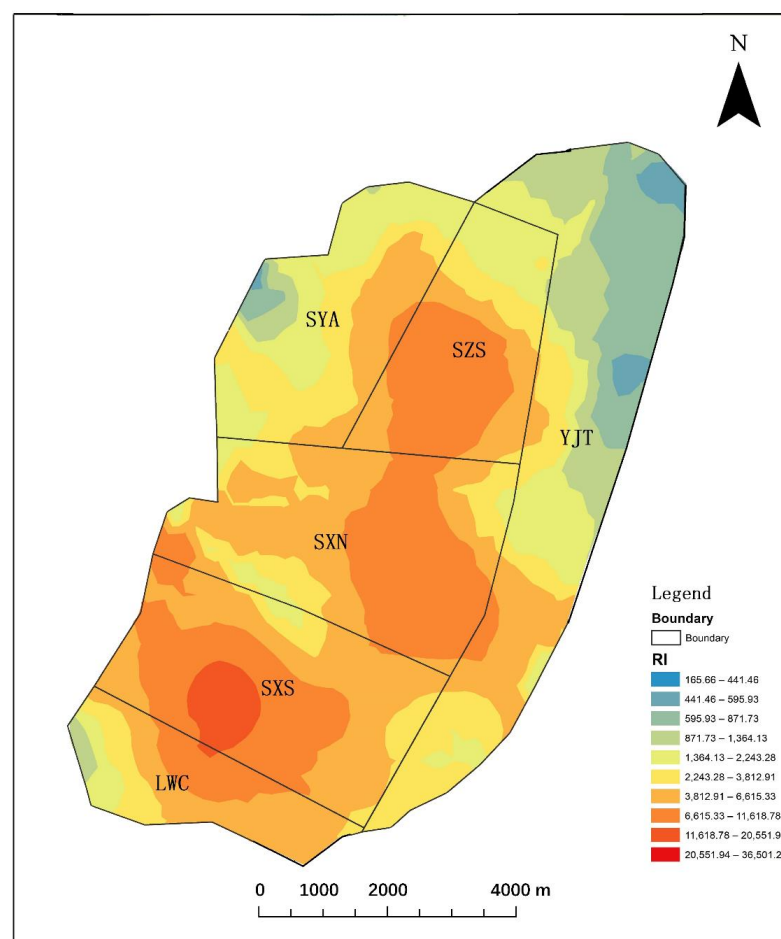 N
SYA
SZS
YJT
SXN
SXS
LWC
Legend
Boundary
Boundary
RI
165.66 – 441.46
441.46 – 595.93
595.93 – 871.73
871.73 – 1,364.13
1,364.13 – 2,243.28
2,243.28 – 3,812.91
3,812.91 – 6,615.33
6,615.33 – 11,618.78
11,618.78 – 20,551.9
20,551.94 – 36,501.2
0 1000 2000 4000 m